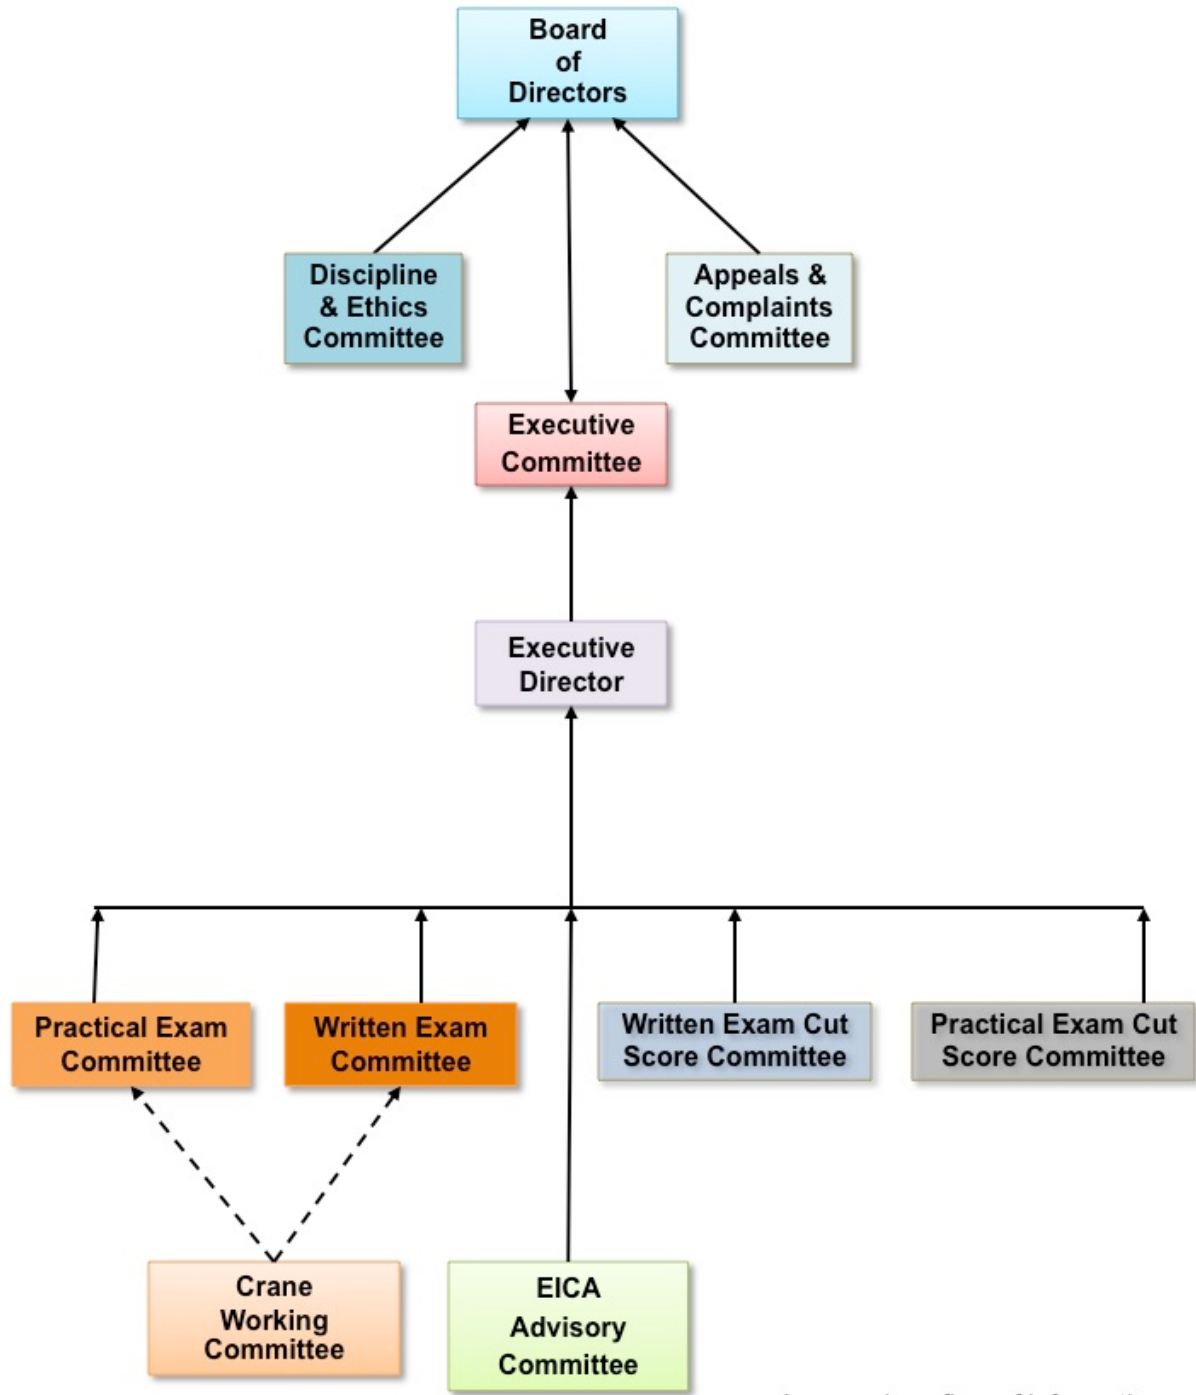 Board
of
Directors
Discipline
& Ethics
Committee
Appeals &
Complaints
Committee
Executive
Committee
Executive
Director
Practical Exam
Committee
Written Exam
Committee
Written Exam Cut
Score Committee
Practical Exam Cut
Score Committee
Crane
Working
Committee
EICA
Advisory
Committee